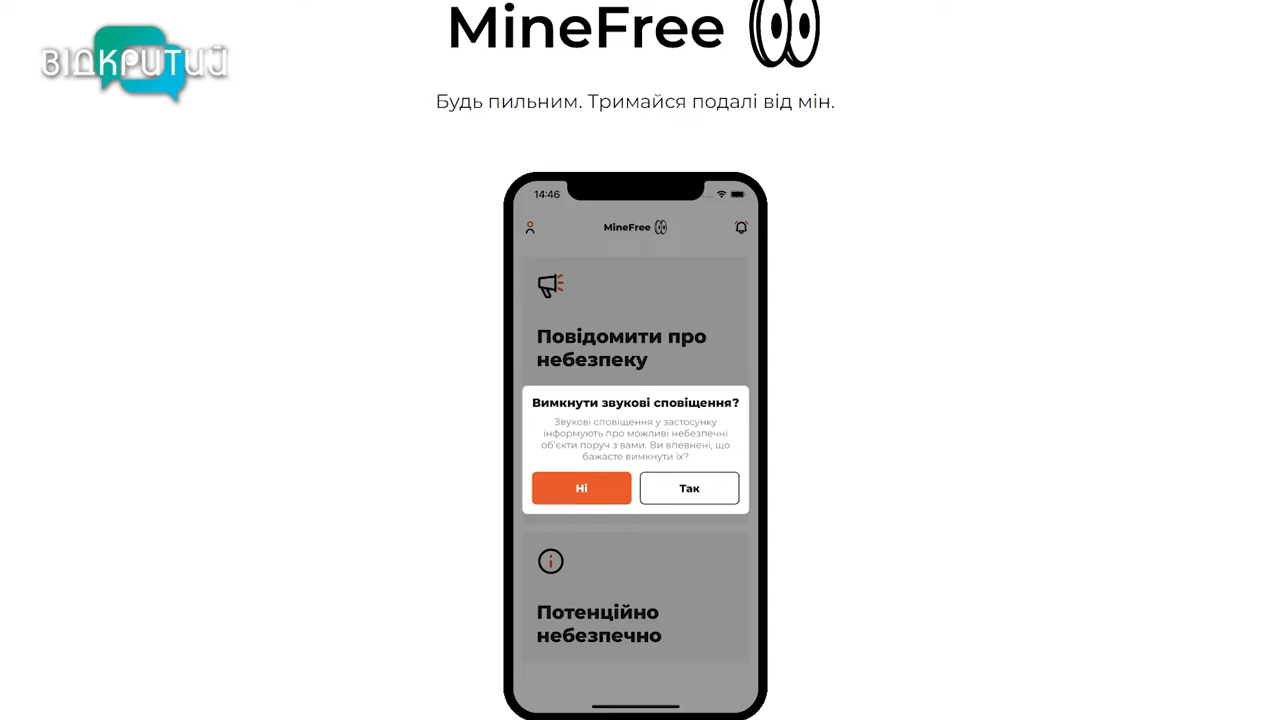 MineFree
ВІДКРИТИЙ
Будь пильним. Тримайся подалі від мін.
14:46
MineFree
Повідомити про
небезпеку
Вимкнути звукові сповіщення?
Звукові сповіщення у застосунку
інформують про можливі небезпечні
об'єкти поруч з вами. Ви впевнені, що
бажаєте вимкнути їх?
Ні
Так
Потенційно
небезпечно